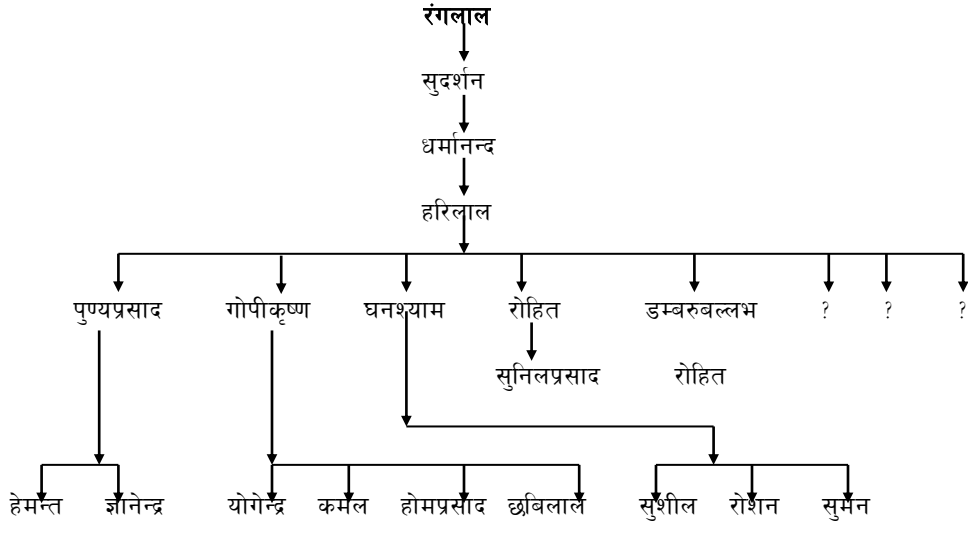 रंगलाल
सुदर्शन
धर्मानन्द
हरिलाल
पुण्यप्रसाद गोपीकृष्ण घनश्याम रोहित डम्बरुबल्लभ ? ? ?
सुनिलप्रसाद रोहित
हेमन्त ज्ञानेन्द्र योगेन्द्र कमल होमप्रसाद छबिलाल सुशील रोशन सुमन